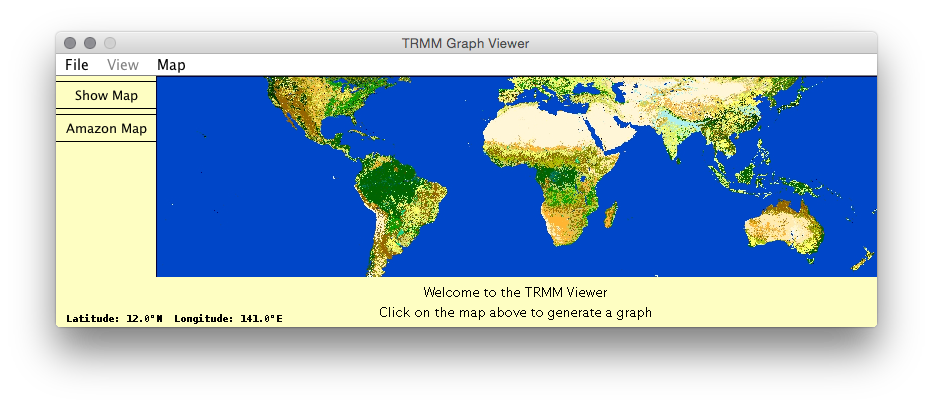 TRMM Graph Viewer
File View Map
Show Map
Amazon Map
Welcome to the TRMM Viewer
Click on the map above to generate a graph
Latitude: 12.0°N Longitude: 141.0°E